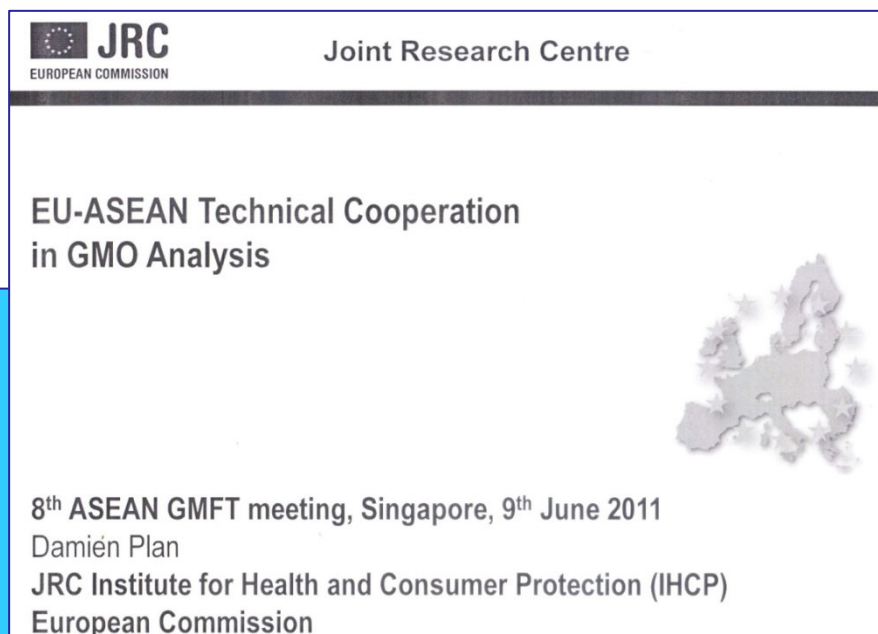 JRC
EUROPEAN COMMISSION
Joint Research Centre
EU-ASEAN Technical Cooperation
in GMO Analysis
8th ASEAN GMFT meeting, Singapore, 9th June 2011
Damien Plan
JRC Institute for Health and Consumer Protection (IHCP)
European Commission